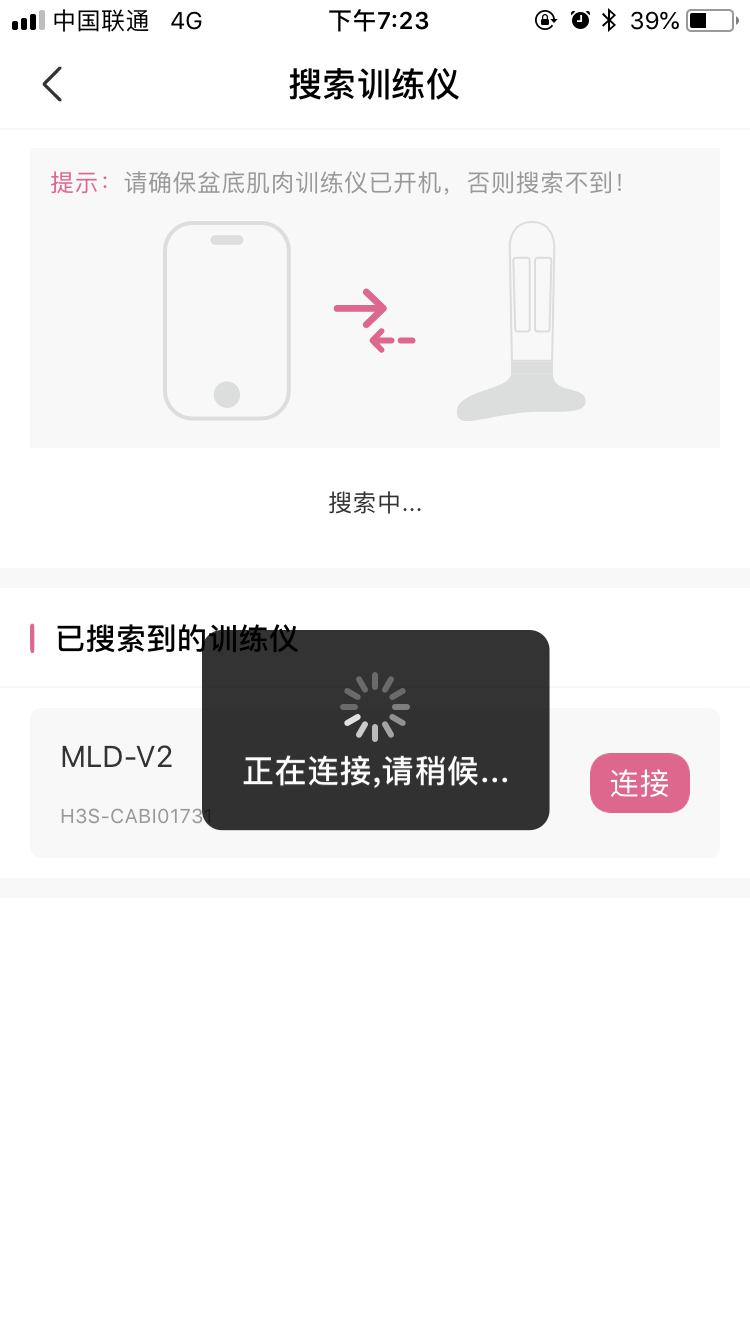 中国联通 4G 下午7:23 39%
搜索训练仪
提示：请确保盆底肌肉训练仪已开机，否则搜索不到！
搜索中...
已搜索到的训练仪
MLD-V2
正在连接,请稍候...
连接
H3S-CABI01731